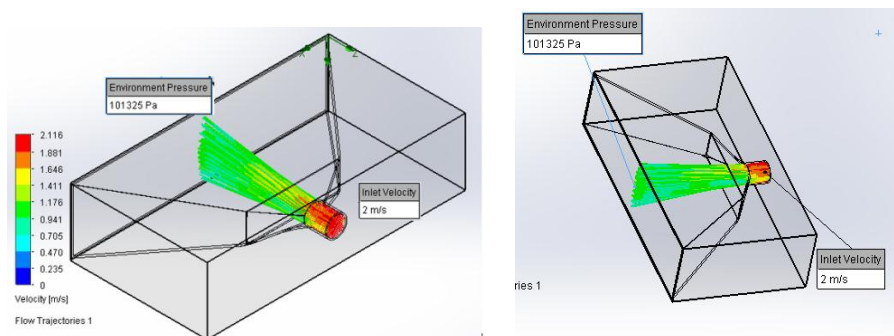 Environment Pressure
101325 Pa
X
Z
2.116
1.881
1.646
1.411
1.176
0.941
0.705
0.470
0.235
0
Velocity [m/s]
Flow Trajectories 1
Inlet Velocity
2 m/s
Environment Pressure
101325 Pa
ries 1
Inlet Velocity
2 m/s